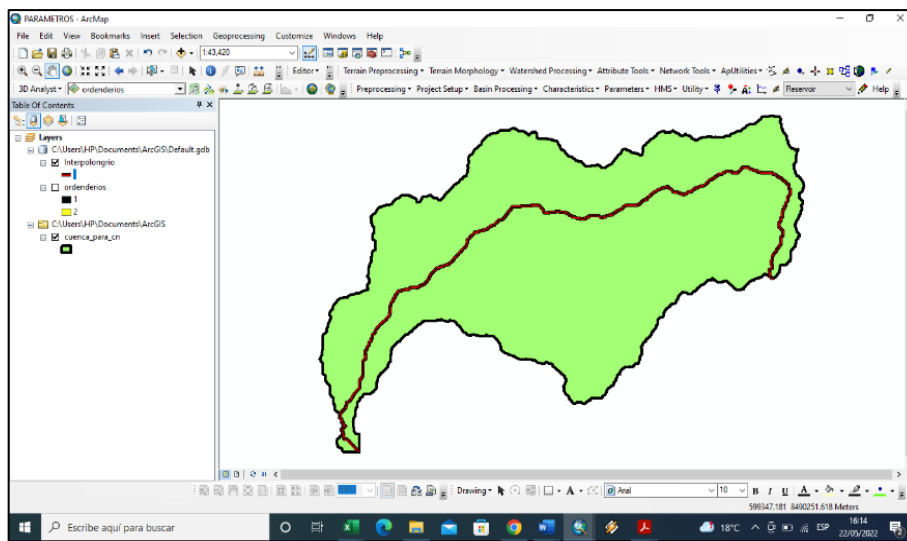 PARAMETROS - ArcMap
File Edit View Bookmarks Insert Selection Geoprocessing Customize Windows Help
1:43,420
Editor Terrain Preprocessing Terrain Morphology Watershed Processing Attribute Tools Network Tools ApUtilities
3D Analyst ordenderios Preprocessing Project Setup Basin Processing Characteristics Parameters HMS Utility Reservoir Help
Table Of Contents
Layers
C:\Users\HP\Documents\ArcGIS\Default.gdb
Interpolongrio
ordenderios
1
2
C:\Users\HP\Documents\ArcGIS
cuenca_para_cn
Drawing A Arial 10 B I U A
599347.181 8490251.618 Meters
Escribe aquí para buscar
18°C ESP 16:14
22/05/2022